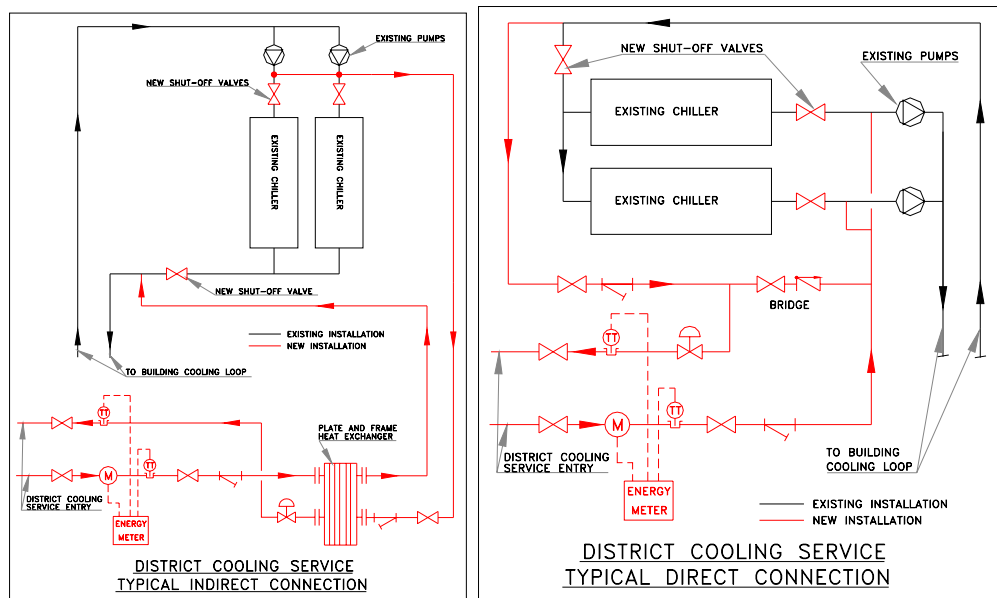 EXISTING PUMPS
NEW SHUT-OFF VALVES
EXISTING CHILLER
EXISTING CHILLER
NEW SHUT-OFF VALVE
EXISTING INSTALLATION
NEW INSTALLATION
TO BUILDING COOLING LOOP
TT
PLATE AND FRAME
HEAT EXCHANGER
TT
M
DISTRICT COOLING
SERVICE ENTRY
ENERGY
METER
DISTRICT COOLING SERVICE
TYPICAL INDIRECT CONNECTION
NEW SHUT-OFF VALVES
EXISTING PUMPS
EXISTING CHILLER
EXISTING CHILLER
BRIDGE
TT
TT
M
DISTRICT COOLING
SERVICE ENTRY
TO BUILDING
COOLING LOOP
ENERGY
METER
EXISTING INSTALLATION
NEW INSTALLATION
DISTRICT COOLING SERVICE
TYPICAL DIRECT CONNECTION